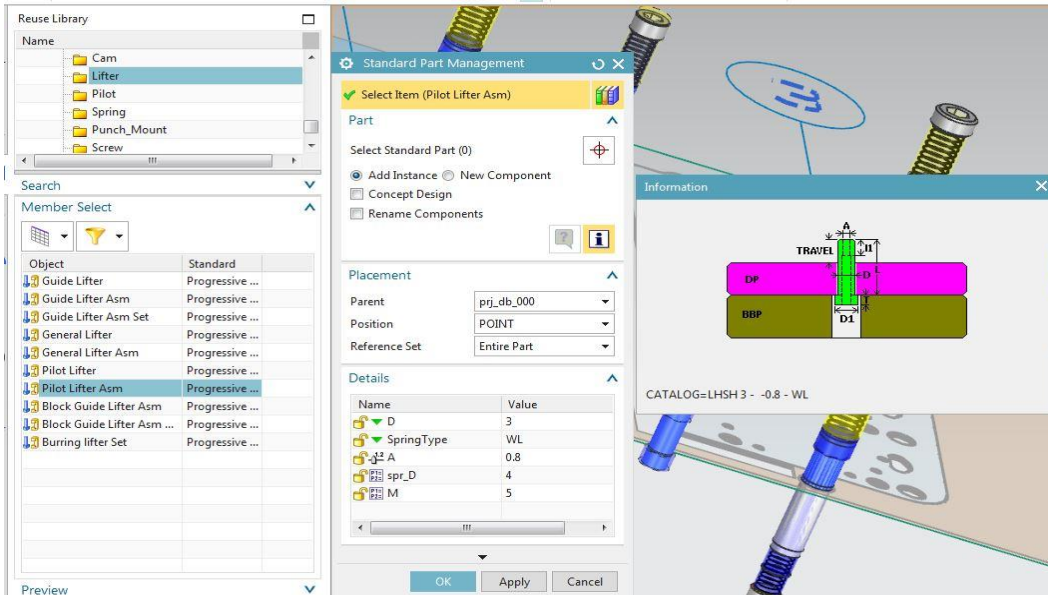 Reuse Library
Name
Cam
Lifter
Pilot
Spring
Punch_Mount
Screw
Search
Member Select
Object Standard
Guide Lifter Progressive ...
Guide Lifter Asm Progressive ...
Guide Lifter Asm Set Progressive ...
General Lifter Progressive ...
General Lifter Asm Progressive ...
Pilot Lifter Progressive ...
Pilot Lifter Asm Progressive ...
Block Guide Lifter Asm Progressive ...
Block Guide Lifter Asm ... Progressive ...
Burring lifter Set Progressive ...
Preview
Standard Part Management
Select Item (Pilot Lifter Asm)
Part
Select Standard Part (0)
Add Instance New Component
Concept Design
Rename Components
Placement
Parent prj_db_000
Position POINT
Reference Set Entire Part
Details
Name Value
D 3
SpringType WL
A 0.8
spr_D 4
M 5
OK Apply Cancel
Information
A
TRAVEL I1
L
DP D
T
BBP D1
CATALOG=LHSH 3 - -0.8 - WL